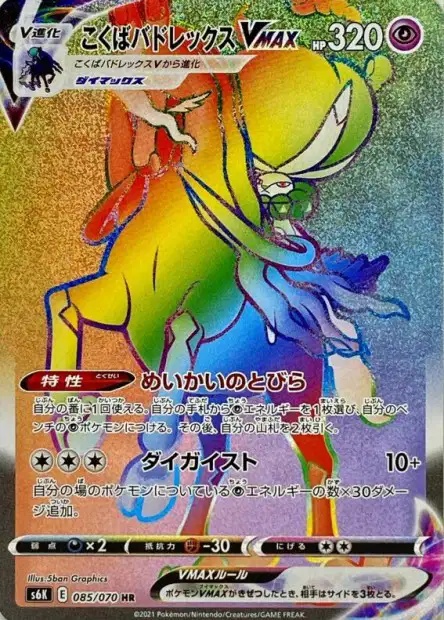 V進化
こくばバドレックスVMAX HP320
こくばバドレックスVから進化
ダイマックス
特性 とくせい めいかいのとびら
自分の番に1回使える。自分の手札から超エネルギーを1枚選び、自分のベ
ンチの超ポケモンにつける。その後、自分の山札を2枚引く。
ダイガイスト 10+
自分の場のポケモンについている超エネルギーの数×30ダメ
ージ追加。
弱点 ×2 抵抗力 -30 にげる
Illus. 5ban Graphics
VMAXルール
s6K E 085/070 HR
ポケモンVMAXがきぜつしたとき、相手はサイドを3枚とる。
©2021 Pokémon/Nintendo/Creatures/GAME FREAK.